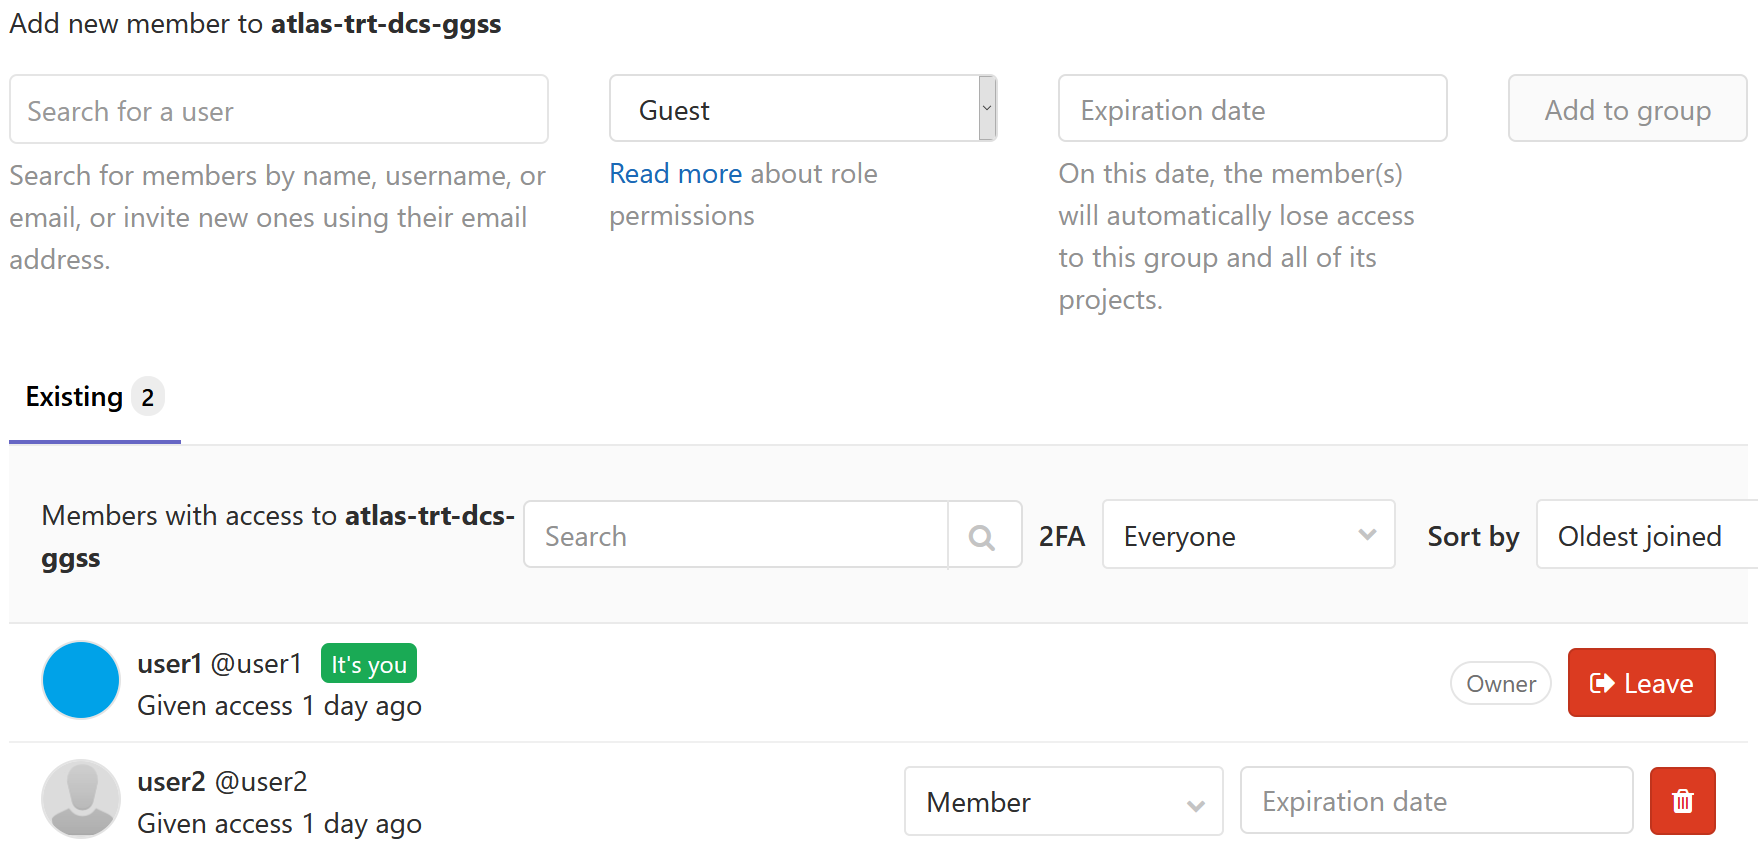 Add new member to atlas-trt-dcs-ggss
Search for a user
Guest
Expiration date
Add to group
Search for members by name, username, or
email, or invite new ones using their email
address.
Read more about role
permissions
On this date, the member(s)
will automatically lose access
to this group and all of its
projects.
Existing 2
Members with access to atlas-trt-dcs-
ggss
Search
2FA
Everyone
Sort by
Oldest joined
user1 @user1 It's you
Given access 1 day ago
Owner
Leave
user2 @user2
Given access 1 day ago
Member
Expiration date